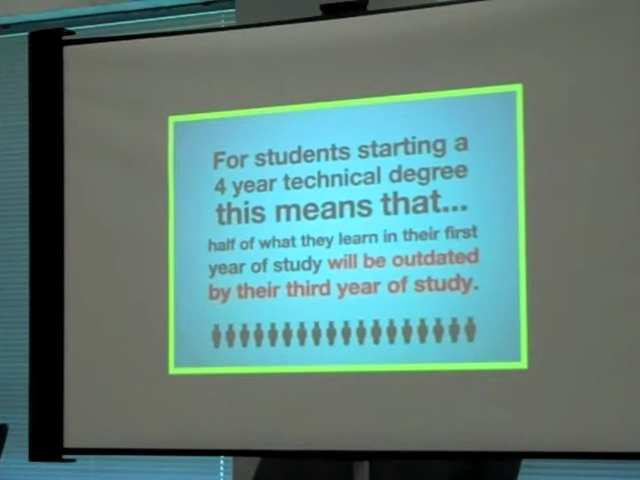 For students starting a
4 year technical degree
this means that...
half of what they learn in their first
year of study will be outdated
by their third year of study.